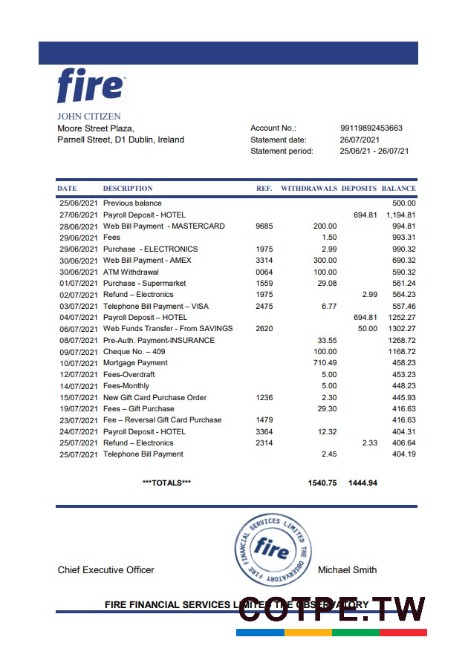 fire
JOHN CITIZEN
Moore Street Plaza,
Parnell Street, D1 Dublin, Ireland
Account No.: 99119892453663
Statement date: 26/07/2021
Statement period: 25/06/21 - 26/07/21
DATE DESCRIPTION REF. WITHDRAWALS DEPOSITS BALANCE
25/06/2021 Previous balance 500.00
27/06/2021 Payroll Deposit - HOTEL 694.81 1,194.81
28/06/2021 Web Bill Payment - MASTERCARD 9685 200.00 994.81
29/06/2021 Fees 1.50 993.31
29/06/2021 Purchase - ELECTRONICS 1975 2.99 990.32
30/06/2021 Web Bill Payment - AMEX 3314 300.00 690.32
30/06/2021 ATM Withdrawal 0064 100.00 590.32
01/07/2021 Purchase - Supermarket 1559 29.08 561.24
02/07/2021 Refund – Electronics 1975 2.99 564.23
03/07/2021 Telephone Bill Payment – VISA 2475 6.77 557.46
04/07/2021 Payroll Deposit – HOTEL 694.81 1252.27
06/07/2021 Web Funds Transfer - From SAVINGS 2620 50.00 1302.27
08/07/2021 Pre-Auth. Payment-INSURANCE 33.55 1268.72
09/07/2021 Cheque No. – 409 100.00 1168.72
10/07/2021 Mortgage Payment 710.49 458.23
12/07/2021 Fees-Overdraft 5.00 453.23
14/07/2021 Fees-Monthly 5.00 448.23
15/07/2021 New Gift Card Purchase Order 1236 2.30 445.93
19/07/2021 Fees – Gift Purchase 29.30 416.63
23/07/2021 Fee – Reversal Gift Card Purchase 1479 416.63
24/07/2021 Payroll Deposit - HOTEL 3364 12.32 404.31
25/07/2021 Refund – Electronics 2314 2.33 406.64
25/07/2021 Telephone Bill Payment 2.45 404.19
***TOTALS*** 1540.75 1444.94
FINANCIAL SERVICES LIMITED THE OBSERVATORY
fire
Chief Executive Officer Michael Smith
FIRE FINANCIAL SERVICES LIMITED THE OBSERVATORY
COTPE.TW